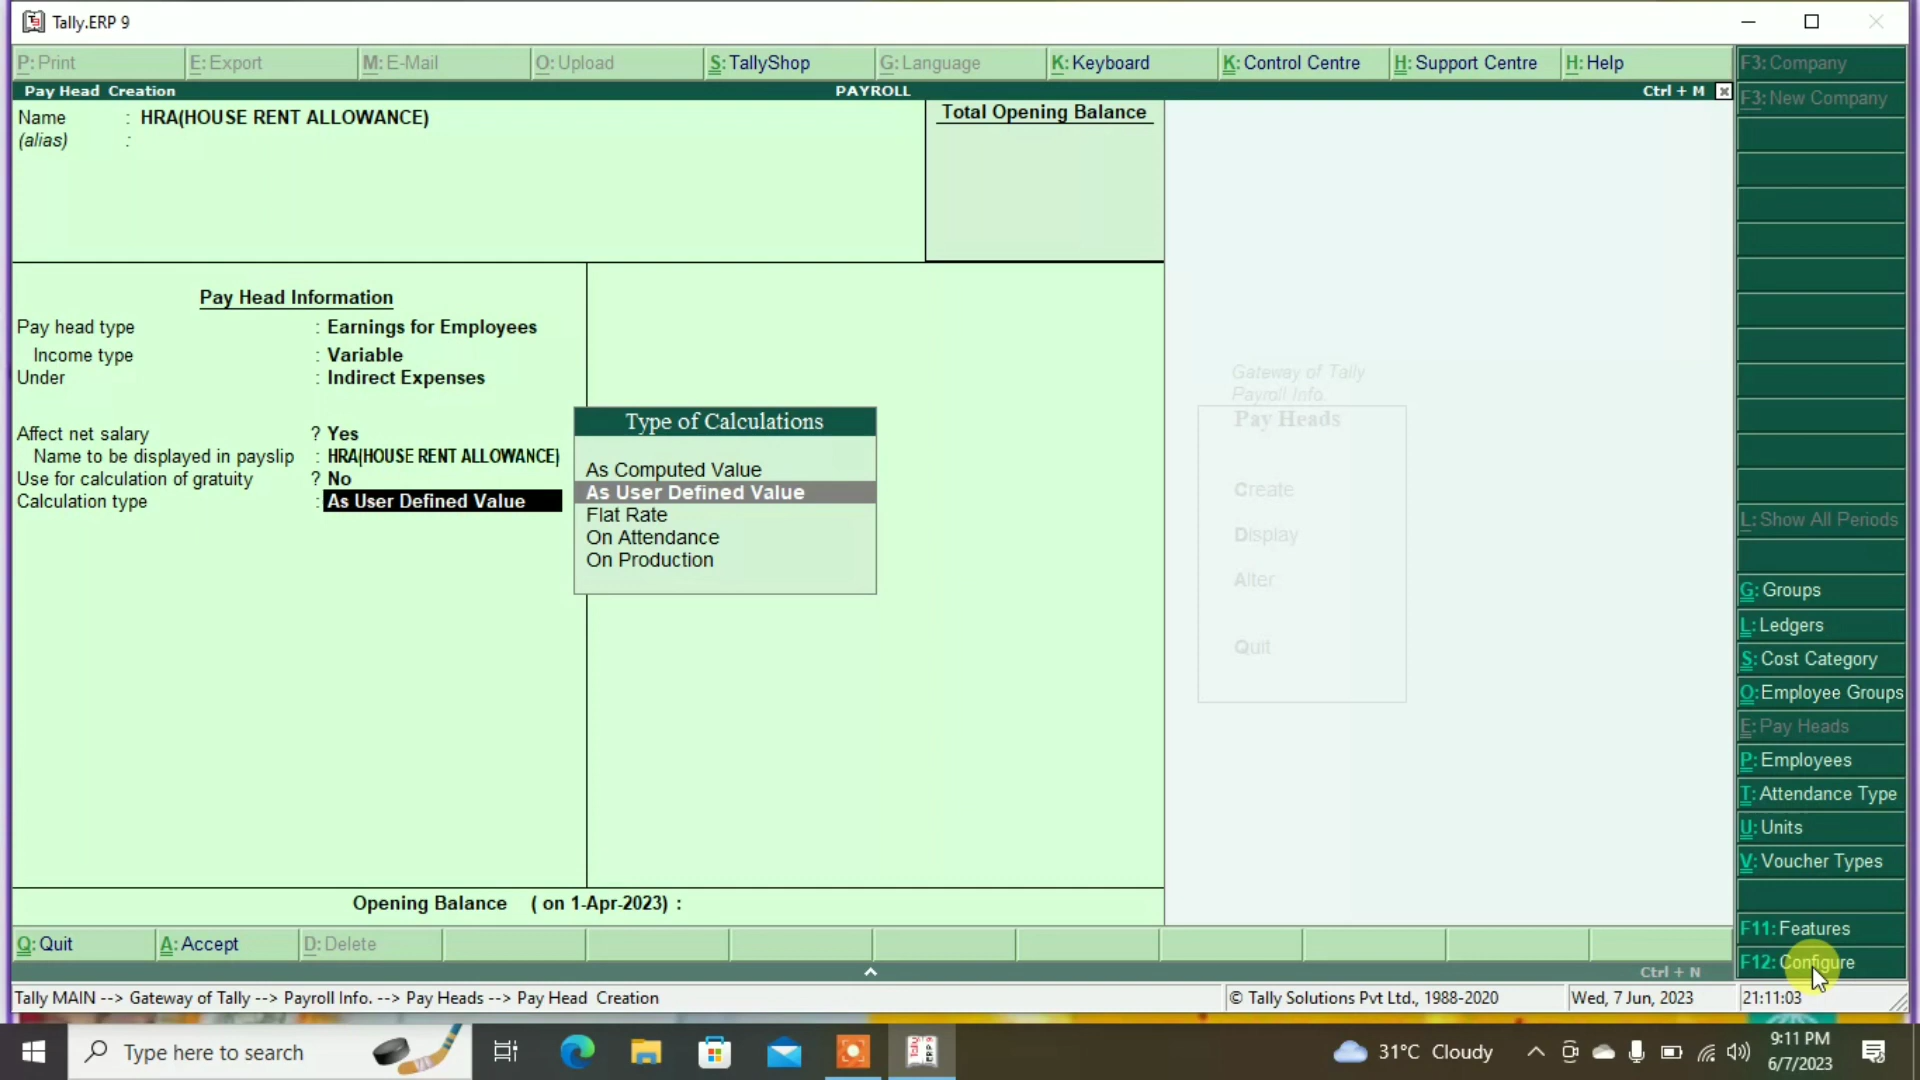 Tally.ERP 9
P: Print E: Export M: E-Mail O: Upload S: TallyShop G: Language K: Keyboard K: Control Centre H: Support Centre H: Help F3: Company
Pay Head Creation PAYROLL Ctrl + M
F3: New Company
Name : HRA(HOUSE RENT ALLOWANCE)
(alias) :
Total Opening Balance
Pay Head Information
Pay head type : Earnings for Employees
Income type : Variable
Under : Indirect Expenses
Affect net salary ? Yes
Name to be displayed in payslip : HRA(HOUSE RENT ALLOWANCE)
Use for calculation of gratuity ? No
Calculation type : As User Defined Value
Type of Calculations
As Computed Value
As User Defined Value
Flat Rate
On Attendance
On Production
Gateway of Tally
Payroll Info.
Pay Heads
Create
Display
Alter
Quit
L: Show All Periods
G: Groups
L: Ledgers
S: Cost Category
O: Employee Groups
E: Pay Heads
P: Employees
T: Attendance Type
U: Units
V: Voucher Types
F11: Features
F12: Configure
Opening Balance ( on 1-Apr-2023) :
Q: Quit A: Accept D: Delete
Ctrl + N
Tally MAIN --> Gateway of Tally --> Payroll Info. --> Pay Heads --> Pay Head Creation © Tally Solutions Pvt Ltd., 1988-2020 Wed, 7 Jun, 2023 21:11:03
Type here to search
31°C Cloudy
9:11 PM
6/7/2023